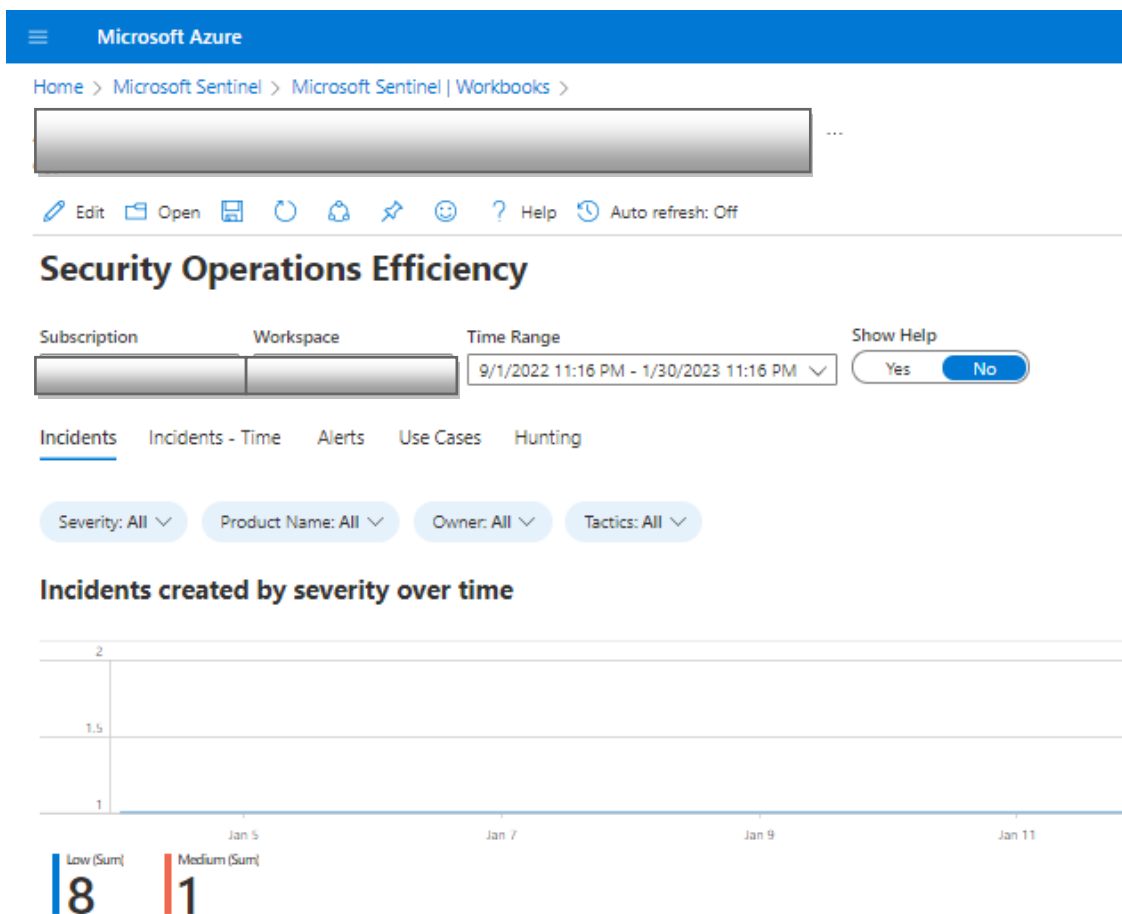 Microsoft Azure
Home > Microsoft Sentinel > Microsoft Sentinel | Workbooks >
...
Edit Open ? Help Auto refresh: Off
Security Operations Efficiency
Subscription Workspace Time Range Show Help
9/1/2022 11:16 PM - 1/30/2023 11:16 PM Yes No
Incidents Incidents - Time Alerts Use Cases Hunting
Severity: All Product Name: All Owner: All Tactics: All
Incidents created by severity over time
2
1.5
1
Jan 5 Jan 7 Jan 9 Jan 11
Low (Sum( Medium (Sum(
8 1